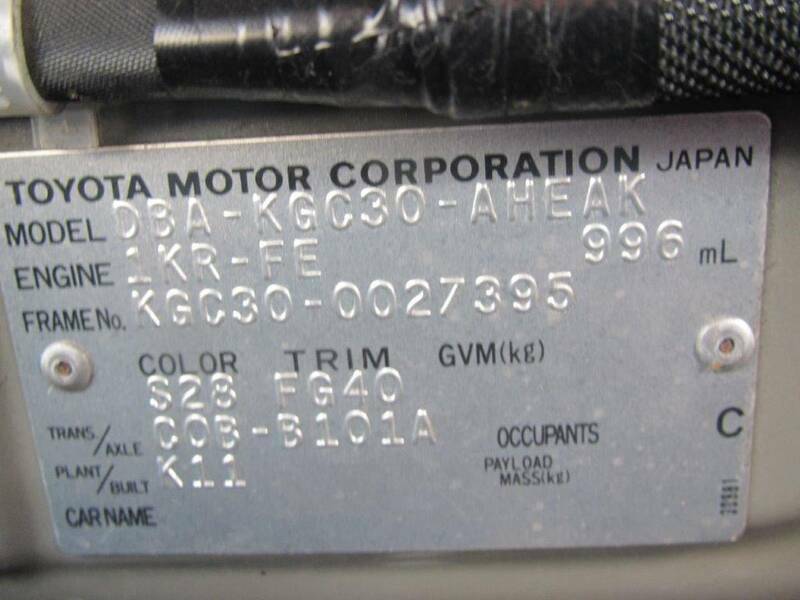 TOYOTA MOTOR CORPORATION JAPAN
MODEL DBA-KGC30-AHEAK
ENGINE 1KR-FE 996 mL
FRAME No. KGC30-0027395
COLOR TRIM GVM(kg)
S28 FG40
TRANS/AXLE C0B-B101A OCCUPANTS C
PLANT/BUILT K11 PAYLOAD MASS(kg)
CAR NAME